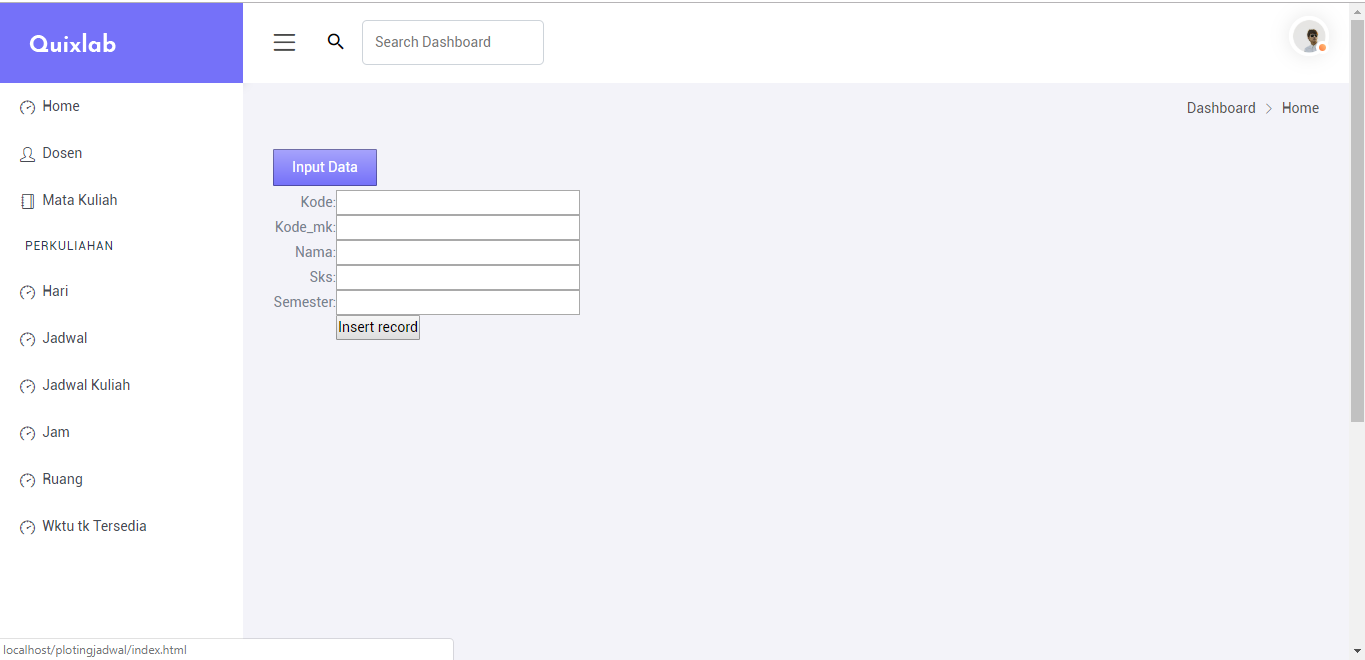 Quixlab
Search Dashboard
Home
Dosen
Mata Kuliah
PERKULIAHAN
Hari
Jadwal
Jadwal Kuliah
Jam
Ruang
Wktu tk Tersedia
Dashboard > Home
Input Data
Kode:
Kode_mk:
Nama:
Sks:
Semester:
Insert record
localhost/plotingjadwal/index.html